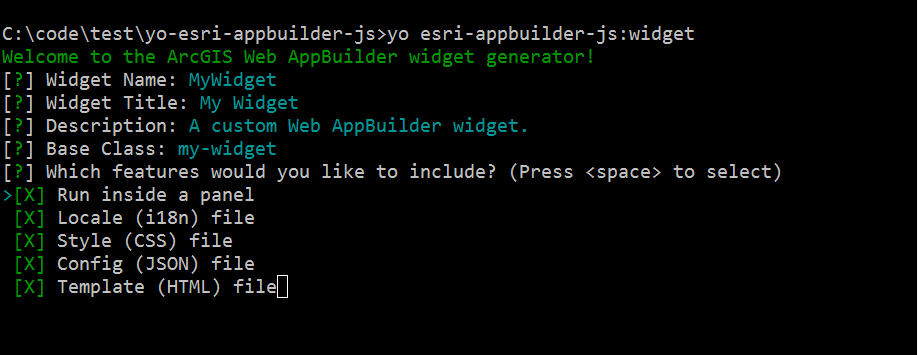 C:\code\test\yo-esri-appbuilder-js>yo esri-appbuilder-js:widget
Welcome to the ArcGIS Web AppBuilder widget generator!
[?] Widget Name: MyWidget
[?] Widget Title: My Widget
[?] Description: A custom Web AppBuilder widget.
[?] Base Class: my-widget
[?] Which features would you like to include? (Press <space> to select)
>[X] Run inside a panel
[X] Locale (i18n) file
[X] Style (CSS) file
[X] Config (JSON) file
[X] Template (HTML) file